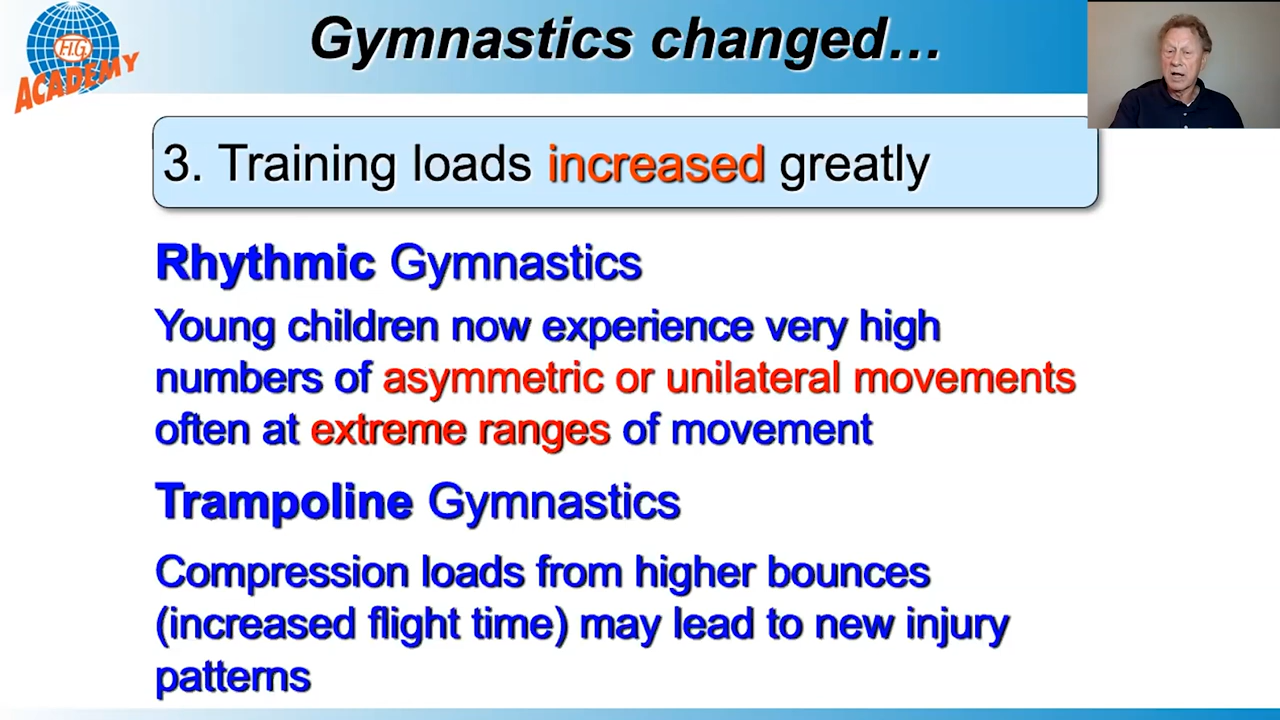 Gymnastics changed...
F.I.G.
ACADEMY
3. Training loads increased greatly
Rhythmic Gymnastics
Young children now experience very high
numbers of asymmetric or unilateral movements
often at extreme ranges of movement
Trampoline Gymnastics
Compression loads from higher bounces
(increased flight time) may lead to new injury
patterns